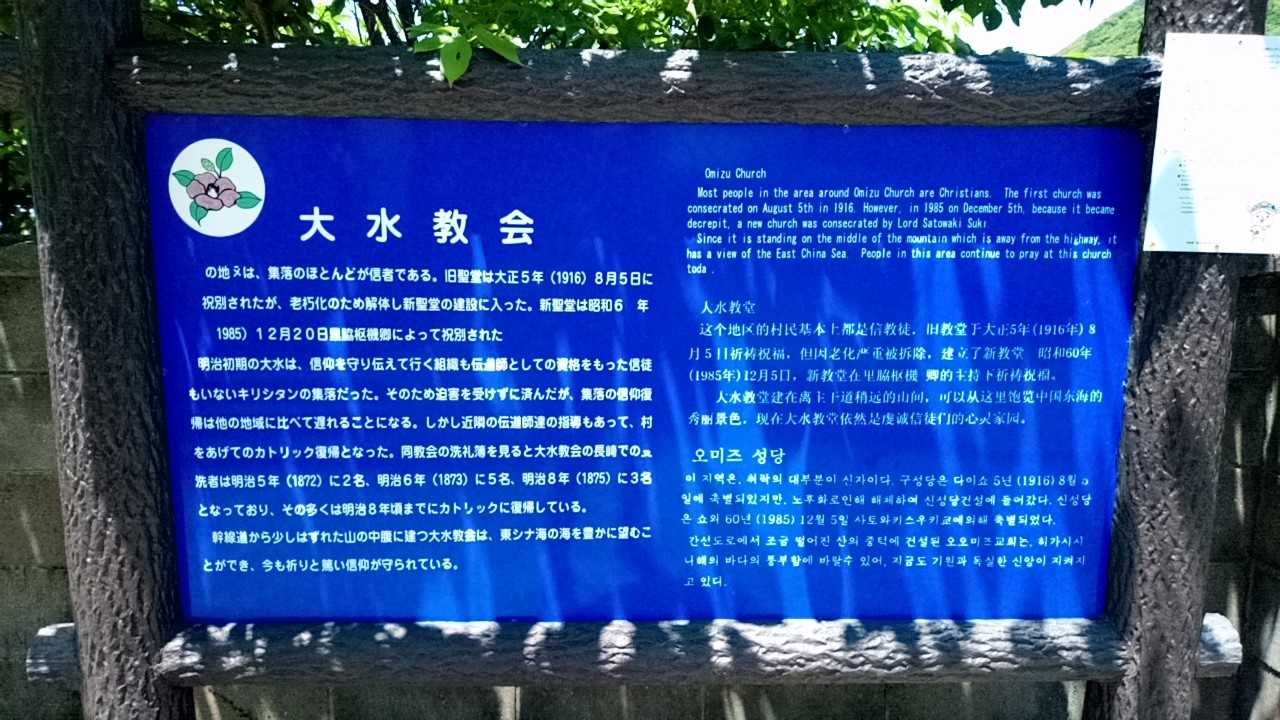 大水教会
の地区は、集落のほとんどが信者である。旧聖堂は大正5年（1916）8月5日に
祝別されたが、老朽化のため解体し新聖堂の建設に入った。新聖堂は昭和6 年
1985）12月20日里脇枢機卿によって祝別された
明治初期の大水は、信仰を守り伝えて行く組織も伝道師としての資格をもった信徒
もいないキリシタンの集落だった。そのため迫害を受けずに済んだが、集落の信仰復
帰は他の地域に比べて遅れることになる。しかし近隣の伝道師達の指導もあって、村
をあげてのカトリック復帰となった。同教会の洗礼簿を見ると大水教会の長崎での受
洗者は明治5年（1872）に2名、明治6年（1873）に5名、明治8年（1875）に3名
となっており、その多くは明治8年頃までにカトリックに復帰している。
幹線道から少しはずれた山の中腹に建つ大水教会は、東シナ海の海を豊かに望むこ
とができ、今も祈りと篤い信仰が守られている。
Omizu Church
Most people in the area around Omizu Church are Christians. The first church was
consecrated on August 5th in 1916. However, in 1985 on December 5th, because it became
decrepit, a new church was consecrated by Lord Satowaki Suki
Since it is standing on the middle of the mountain which is away from the highway, it
has a view of the East China Sea. People in this area continue to pray at this church
toda .
大水教堂
这个地区的村民基本上都是信教徒，旧教堂于大正5年(1916年) 8
月5日祈祷祝福，但因老化严重被拆除，建立了新教堂 昭和60年
(1985年)12月5日，新教堂在里脇枢機 卿的主持下祈祷祝福。
大水教堂建在离主干道稍远的山间，可以从这里饱览中国东海的
秀丽景色，现在大水教堂依然是虔诚信徒们的心灵家园。
오미즈 성당
이 지역은, 취락의 대부분이 신자이다. 구성당은 다이쇼 5년 (1916) 8월 5
일에 축별되었지만, 노후화로인해 해체하여 신성당건설에 들어갔다. 신성당
은 쇼와 60년 (1985) 12월 5일 사토와키스우키쿄에의해 축별되었다.
간선도로에서 조금 떨어진 산의 중턱에 건설된 오오미즈교회는, 히가시시
나해의 바다의 풍부함에 바랄수 있어, 지금도 기원과 독실한 신앙이 지켜지
고 있다.